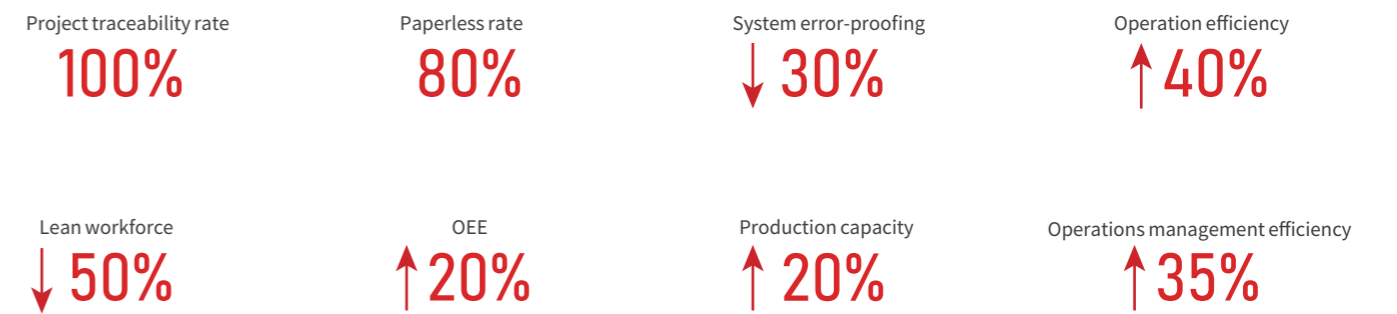 Project traceability rate
100%
Paperless rate
80%
System error-proofing
30%
Operation efficiency
40%
Lean workforce
50%
OEE
20%
Production capacity
20%
Operations management efficiency
35%